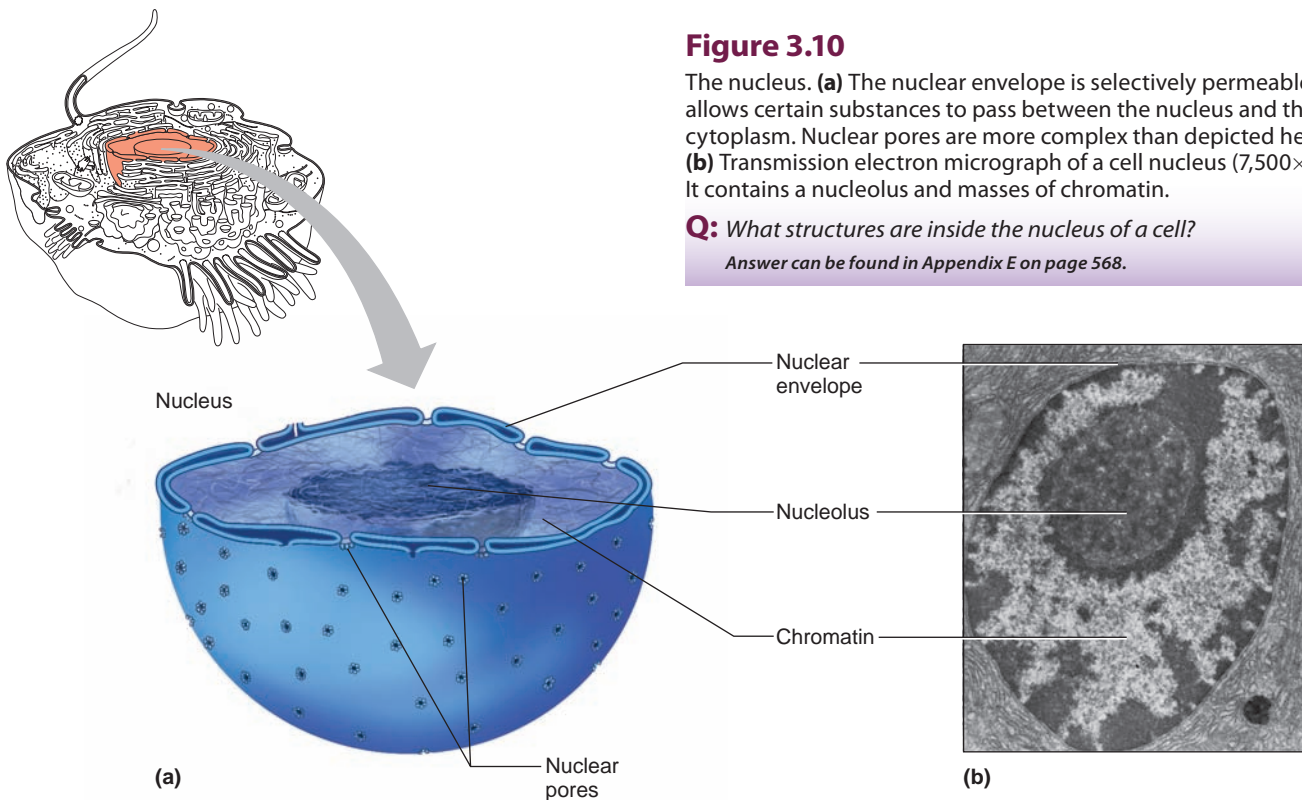 Figure 3.10
The nucleus. (a) The nuclear envelope is selectively permeable
allows certain substances to pass between the nucleus and th
cytoplasm. Nuclear pores are more complex than depicted he
(b) Transmission electron micrograph of a cell nucleus (7,500×
It contains a nucleolus and masses of chromatin.
Q: What structures are inside the nucleus of a cell?
Answer can be found in Appendix E on page 568.
Nuclear
envelope
Nucleus
Nucleolus
Chromatin
Nuclear
pores
(a)
(b)